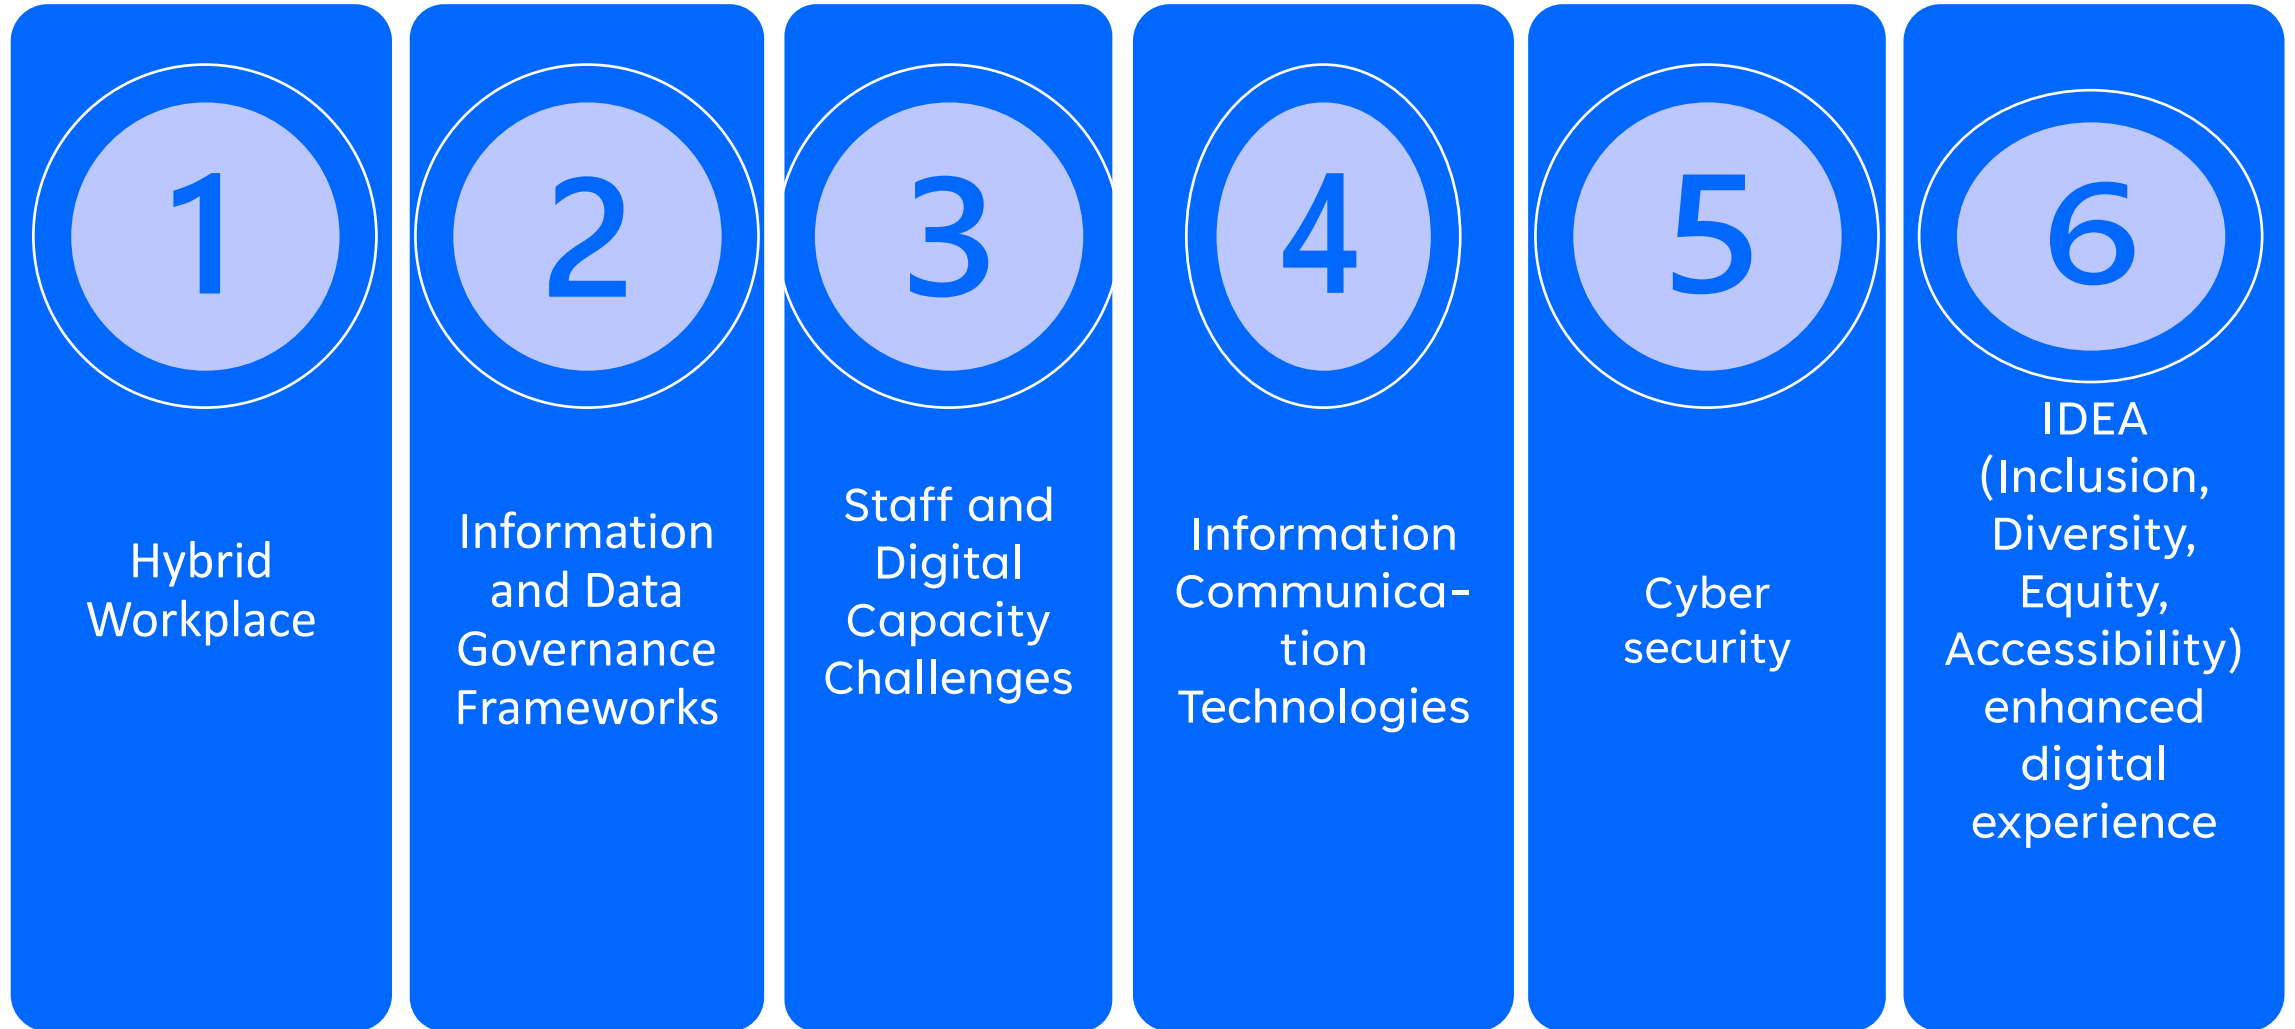 1
Hybrid
Workplace
2
Information
and Data
Governance
Frameworks
3
Staff and
Digital
Capacity
Challenges
4
Information
Communica-
tion
Technologies
5
Cyber
security
6
IDEA
(Inclusion,
Diversity,
Equity,
Accessibility)
enhanced
digital
experience